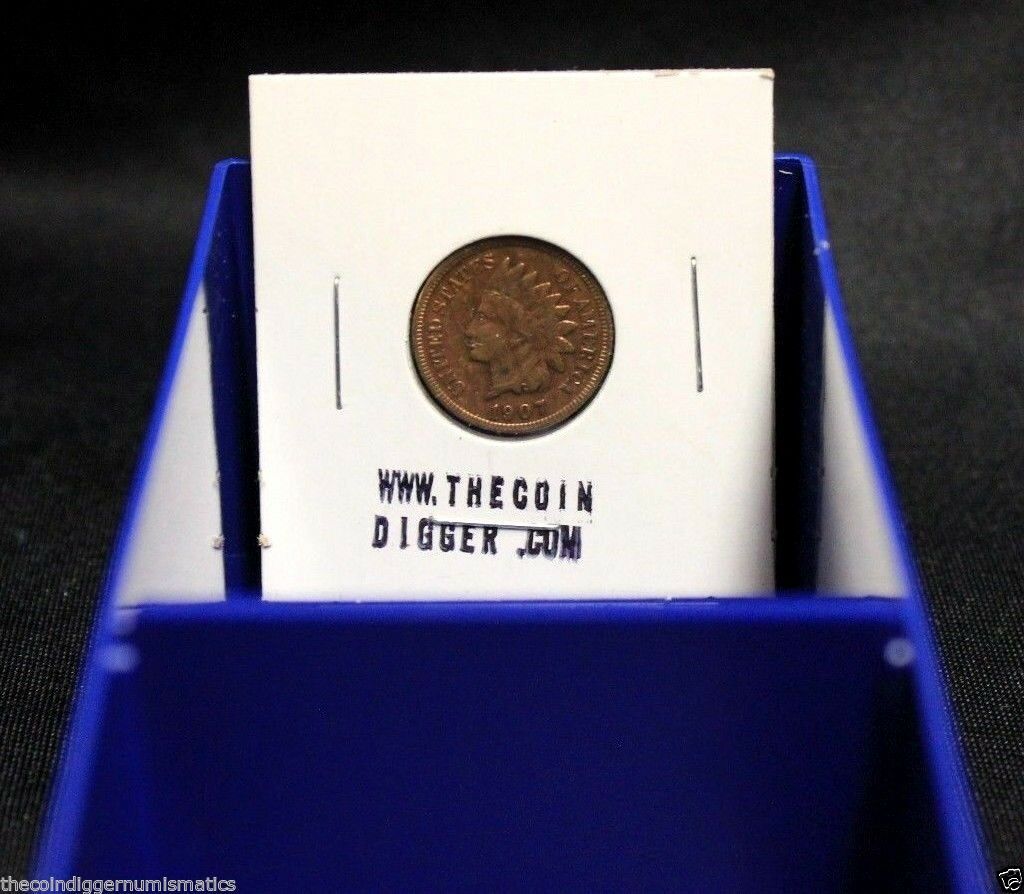 UNITED STATES OF AMERICA
1907
WWW.THECOIN
DIGGER .COM
thecoindiggernumismatics